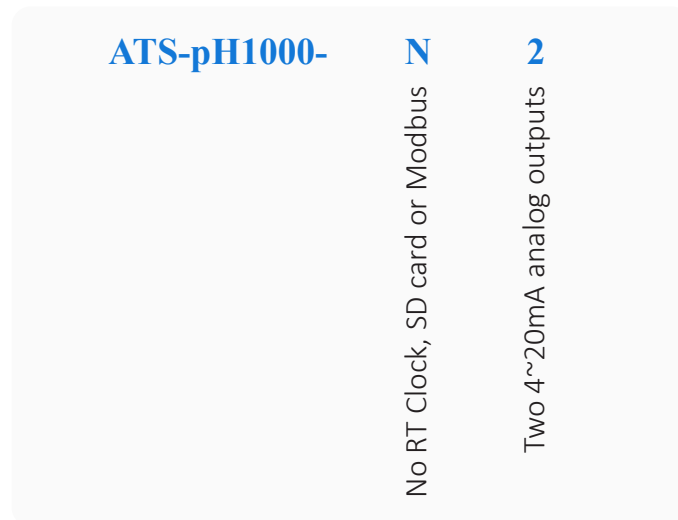 ATS-pH1000- N 2
No RT Clock, SD card or Modbus
Two 4~20mA analog outputs